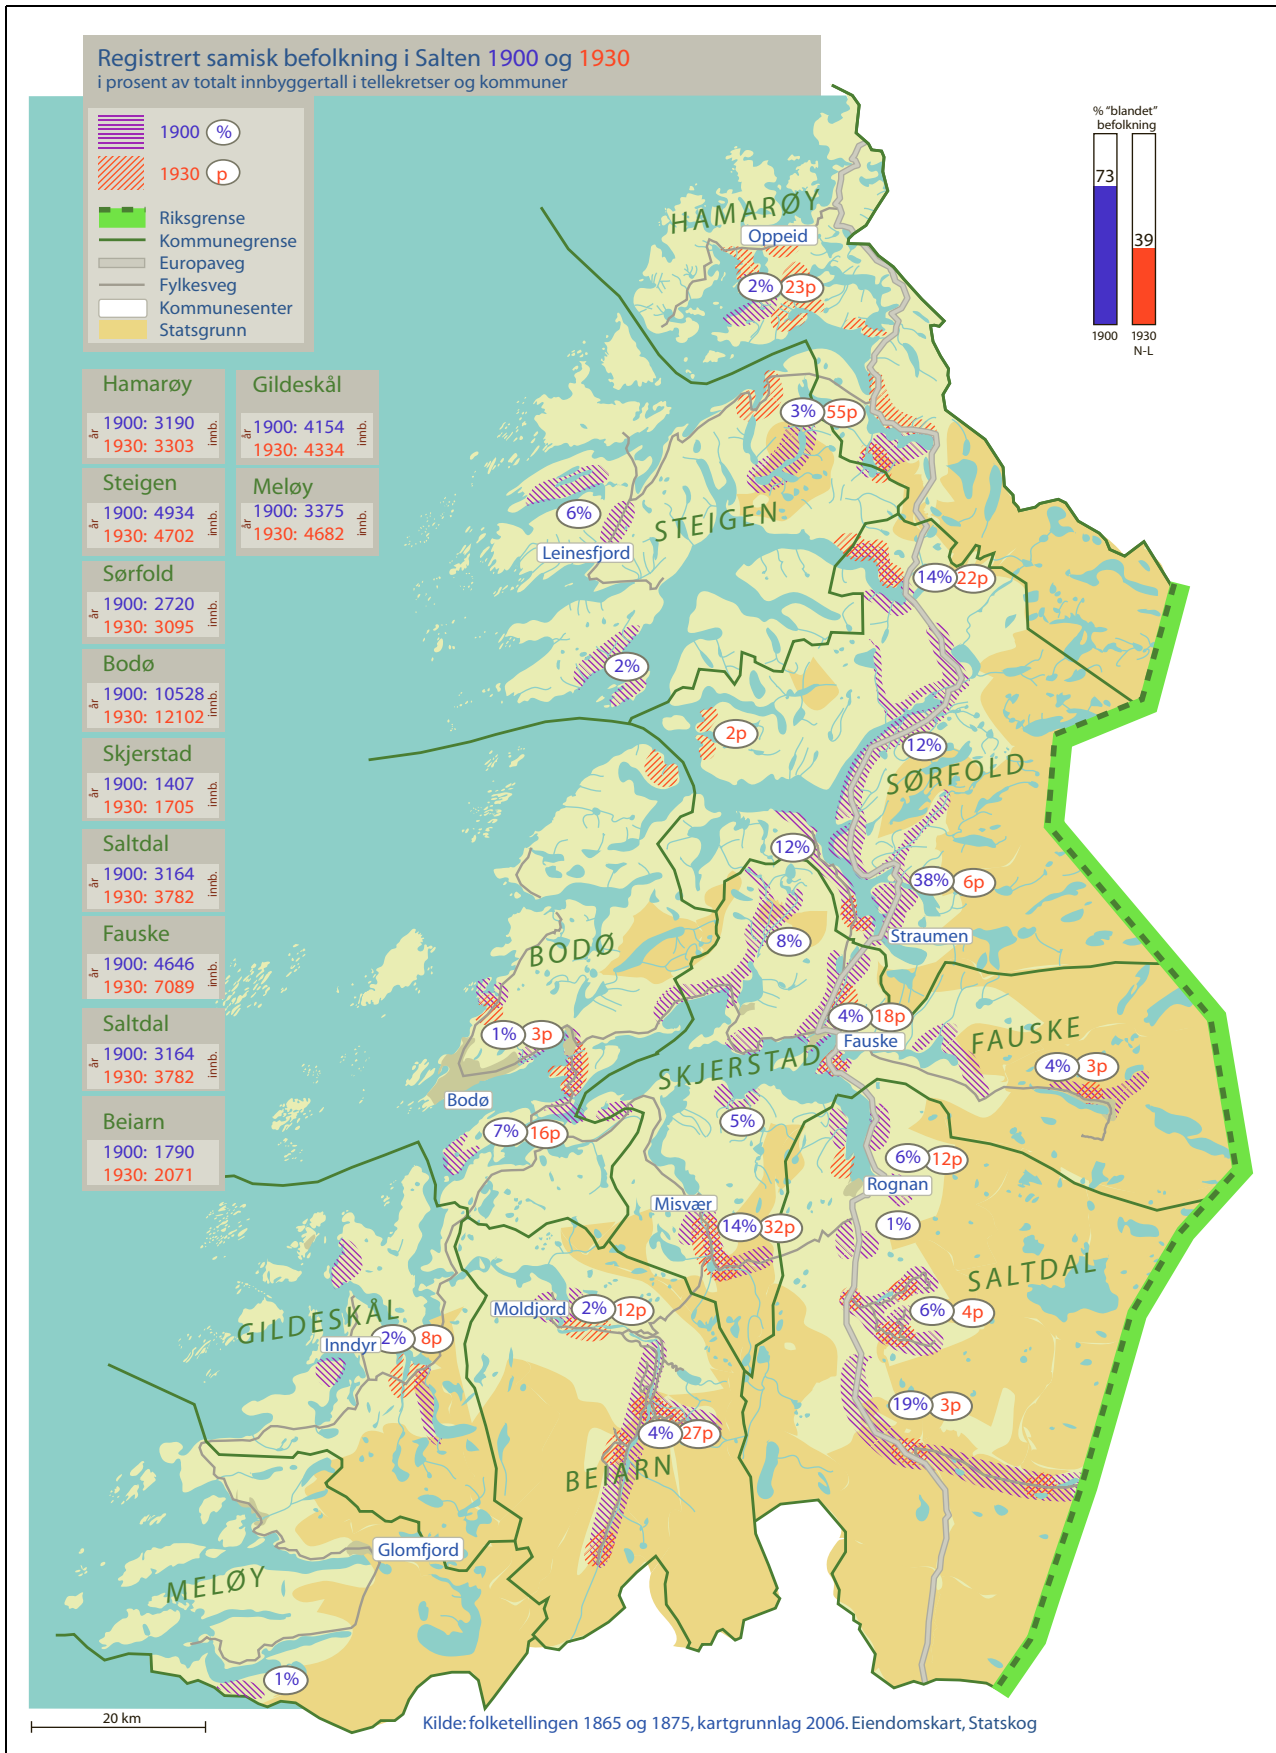 Registrert samisk befolkning i Salten 1900 og 1930
i prosent av totalt innbyggertall i tellekretser og kommuner
1900 %
1930 p
Riksgrense
Kommunegrense
Europaveg
Fylkesveg
Kommunesenter
Statsgrunn
% "blandet"
befolkning
73
39
1900
1930
N-L
Hamarøy
år
1900: 3190
1930: 3303
innb.
Gildeskål
år
1900: 4154
1930: 4334
innb.
Steigen
år
1900: 4934
1930: 4702
innb.
Meløy
år
1900: 3375
1930: 4682
innb.
Sørfold
år
1900: 2720
1930: 3095
innb.
Bodø
år
1900: 10528
1930: 12102
innb.
Skjerstad
år
1900: 1407
1930: 1705
innb.
Saltdal
år
1900: 3164
1930: 3782
innb.
Fauske
år
1900: 4646
1930: 7089
innb.
Saltdal
år
1900: 3164
1930: 3782
innb.
Beiarn
år
1900: 1790
1930: 2071
innb.
HAMARØY
Oppeid
2% 23p
3% 55p
6%
STEIGEN
Leinesfjord
14% 22p
2%
2p
12%
SØRFOLD
12%
38% 6p
Straumen
8%
BODØ
4% 18p
1% 3p
Fauske
FAUSKE
SKJERSTAD
4% 3p
Bodø
5%
7% 16p
6% 12p
Rognan
Misvær
14% 32p
1%
SALTDAL
Moldjord
2% 12p
6% 4p
GILDESKÅL
Inndyr
2% 8p
19% 3p
4% 27p
BEIARN
Glomfjord
MELØY
1%
20 km
Kilde: folketellingen 1865 og 1875, kartgrunnlag 2006. Eiendomskart, Statskog